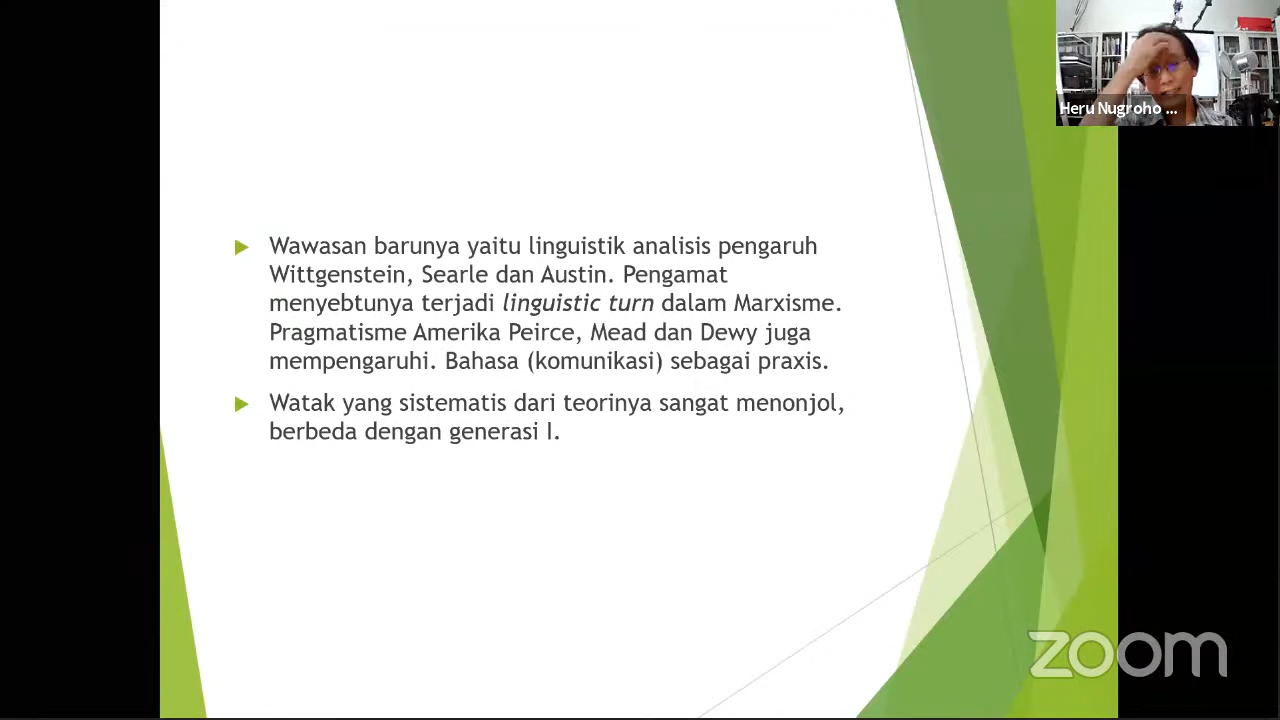 Heru Nugroho ...
Wawasan barunya yaitu linguistik analisis pengaruh
Wittgenstein, Searle dan Austin. Pengamat
menyebtunya terjadi linguistic turn dalam Marxisme.
Pragmatisme Amerika Peirce, Mead dan Dewy juga
mempengaruhi. Bahasa (komunikasi) sebagai praxis.
Watak yang sistematis dari teorinya sangat menonjol,
berbeda dengan generasi I.
zoom